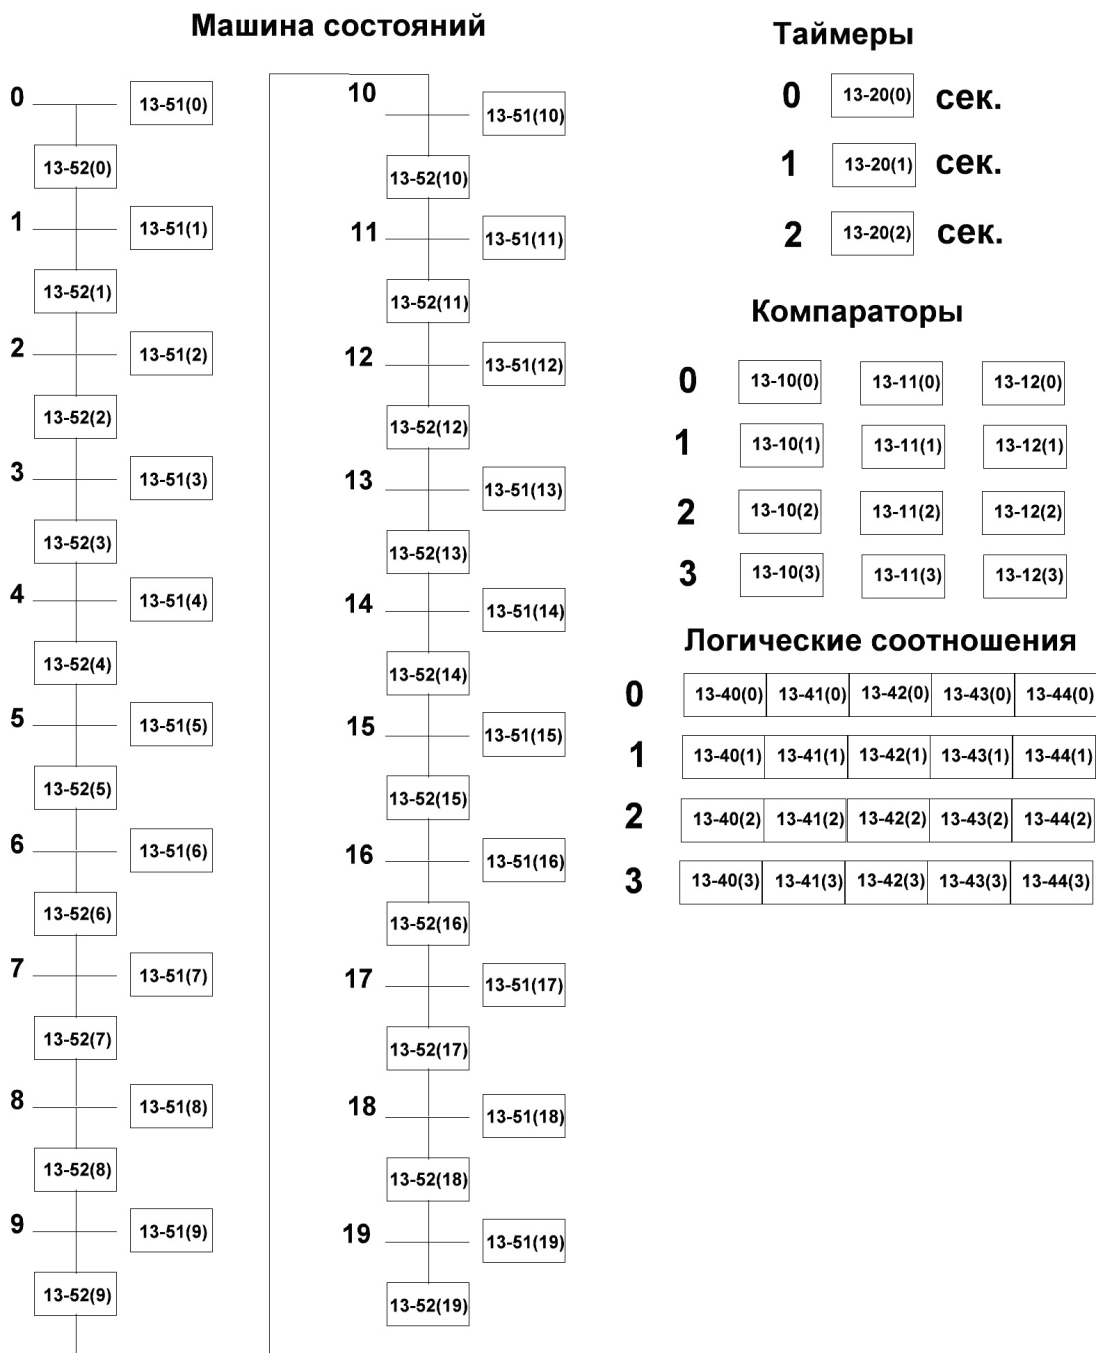 Машина состояний
0 13-51(0)
13-52(0)
1 13-51(1)
13-52(1)
2 13-51(2)
13-52(2)
3 13-51(3)
13-52(3)
4 13-51(4)
13-52(4)
5 13-51(5)
13-52(5)
6 13-51(6)
13-52(6)
7 13-51(7)
13-52(7)
8 13-51(8)
13-52(8)
9 13-51(9)
13-52(9)
10 13-51(10)
13-52(10)
11 13-51(11)
13-52(11)
12 13-51(12)
13-52(12)
13 13-51(13)
13-52(13)
14 13-51(14)
13-52(14)
15 13-51(15)
13-52(15)
16 13-51(16)
13-52(16)
17 13-51(17)
13-52(17)
18 13-51(18)
13-52(18)
19 13-51(19)
13-52(19)
Таймеры
0 13-20(0) сек.
1 13-20(1) сек.
2 13-20(2) сек.
Компараторы
0 13-10(0) 13-11(0) 13-12(0)
1 13-10(1) 13-11(1) 13-12(1)
2 13-10(2) 13-11(2) 13-12(2)
3 13-10(3) 13-11(3) 13-12(3)
Логические соотношения
0 13-40(0) 13-41(0) 13-42(0) 13-43(0) 13-44(0)
1 13-40(1) 13-41(1) 13-42(1) 13-43(1) 13-44(1)
2 13-40(2) 13-41(2) 13-42(2) 13-43(2) 13-44(2)
3 13-40(3) 13-41(3) 13-42(3) 13-43(3) 13-44(3)